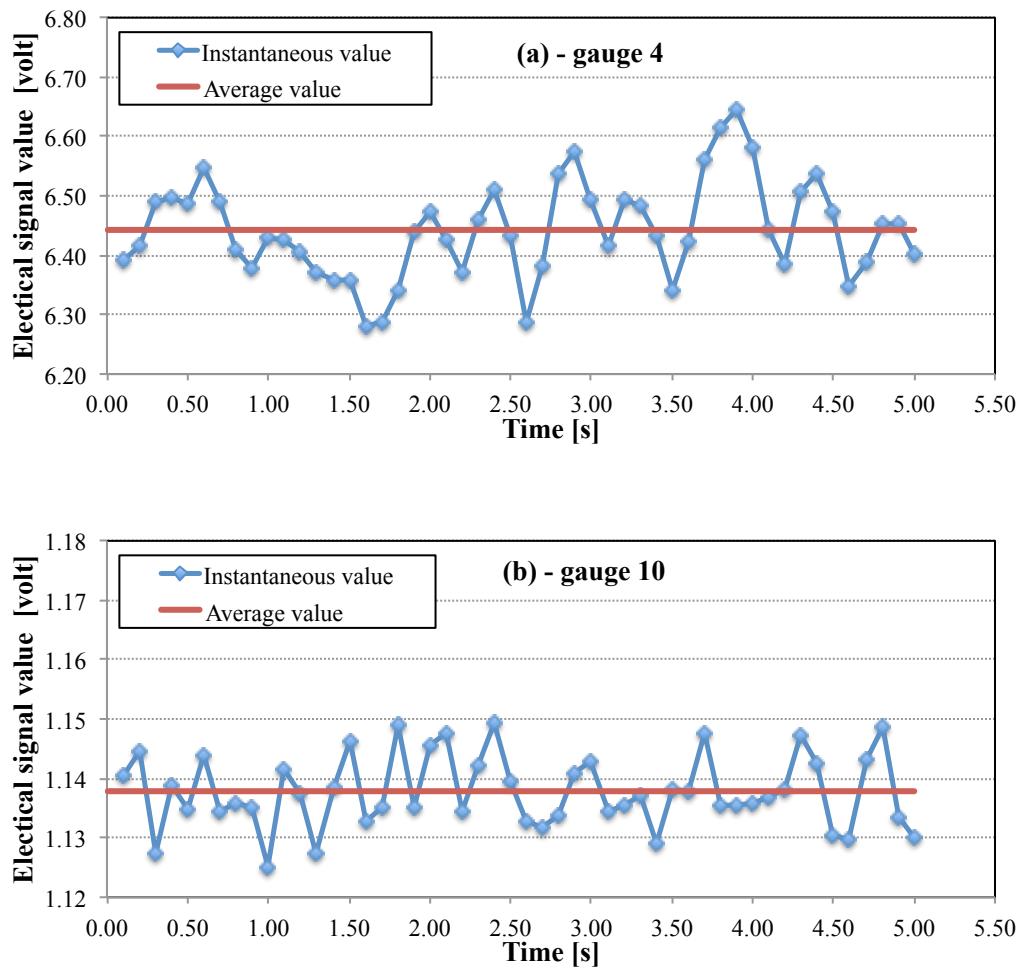 6.80
6.70
6.60
6.50
6.40
6.30
6.20
Electical signal value [volt]
Instantaneous value
Average value
(a) - gauge 4
0.00 0.50 1.00 1.50 2.00 2.50 3.00 3.50 4.00 4.50 5.00 5.50
Time [s]
1.18
1.17
1.16
1.15
1.14
1.13
1.12
Electical signal value [volt]
Instantaneous value
Average value
(b) - gauge 10
0.00 0.50 1.00 1.50 2.00 2.50 3.00 3.50 4.00 4.50 5.00 5.50
Time [s]